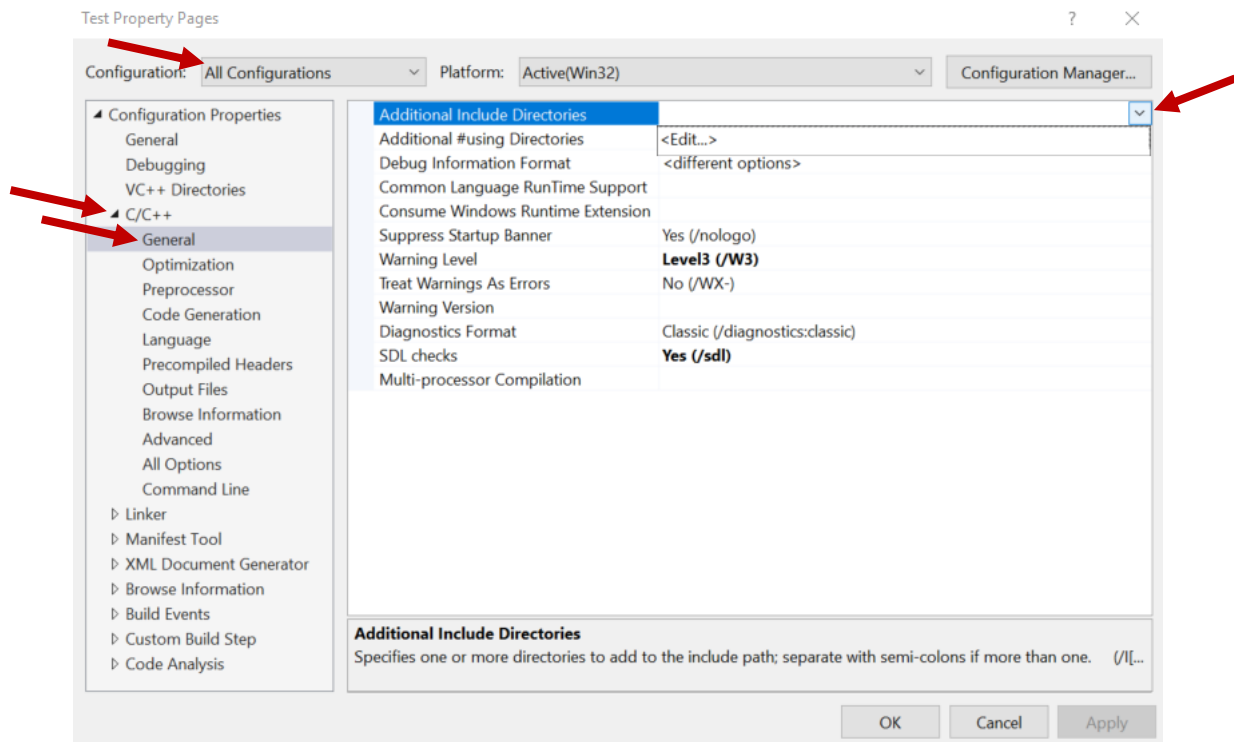 Test Property Pages ? ×
Configuration: All Configurations Platform: Active(Win32) Configuration Manager...
Configuration Properties
General
Debugging
VC++ Directories
C/C++
General
Optimization
Preprocessor
Code Generation
Language
Precompiled Headers
Output Files
Browse Information
Advanced
All Options
Command Line
Linker
Manifest Tool
XML Document Generator
Browse Information
Build Events
Custom Build Step
Code Analysis
Additional Include Directories
Additional #using Directories <Edit...>
Debug Information Format <different options>
Common Language RunTime Support
Consume Windows Runtime Extension
Suppress Startup Banner Yes (/nologo)
Warning Level Level3 (/W3)
Treat Warnings As Errors No (/WX-)
Warning Version
Diagnostics Format Classic (/diagnostics:classic)
SDL checks Yes (/sdl)
Multi-processor Compilation
Additional Include Directories
Specifies one or more directories to add to the include path; separate with semi-colons if more than one. (/I[...
OK Cancel Apply